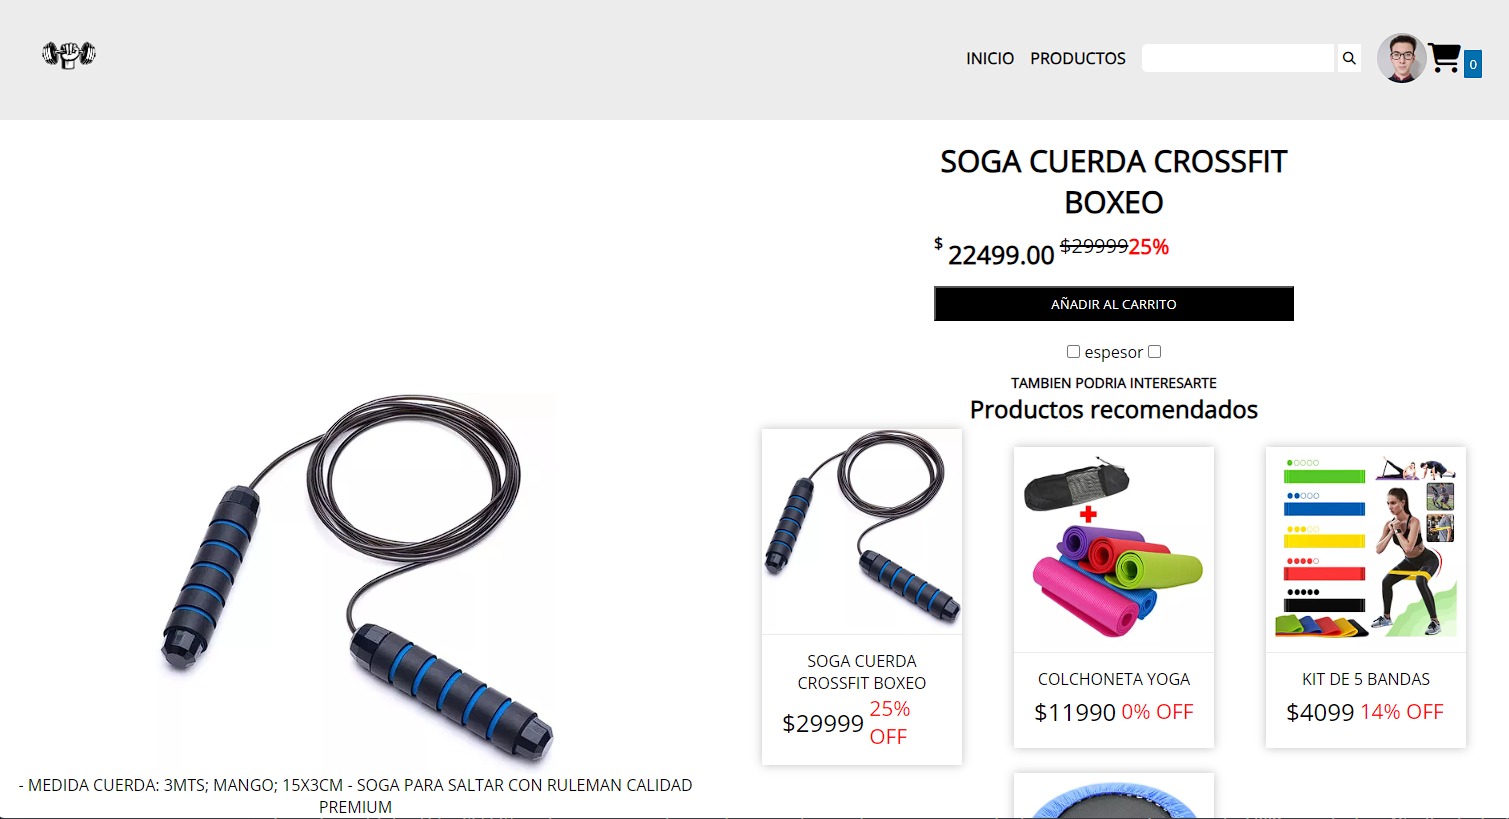 INICIO PRODUCTOS
0
SOGA CUERDA CROSSFIT
BOXEO
$ 22499.00 $29999 25%
AÑADIR AL CARRITO
espesor
TAMBIEN PODRIA INTERESARTE
Productos recomendados
SOGA CUERDA
CROSSFIT BOXEO
$29999 25%
OFF
COLCHONETA YOGA
$11990 0% OFF
KIT DE 5 BANDAS
$4099 14% OFF
- MEDIDA CUERDA: 3MTS; MANGO; 15X3CM - SOGA PARA SALTAR CON RULEMAN CALIDAD
PREMIUM